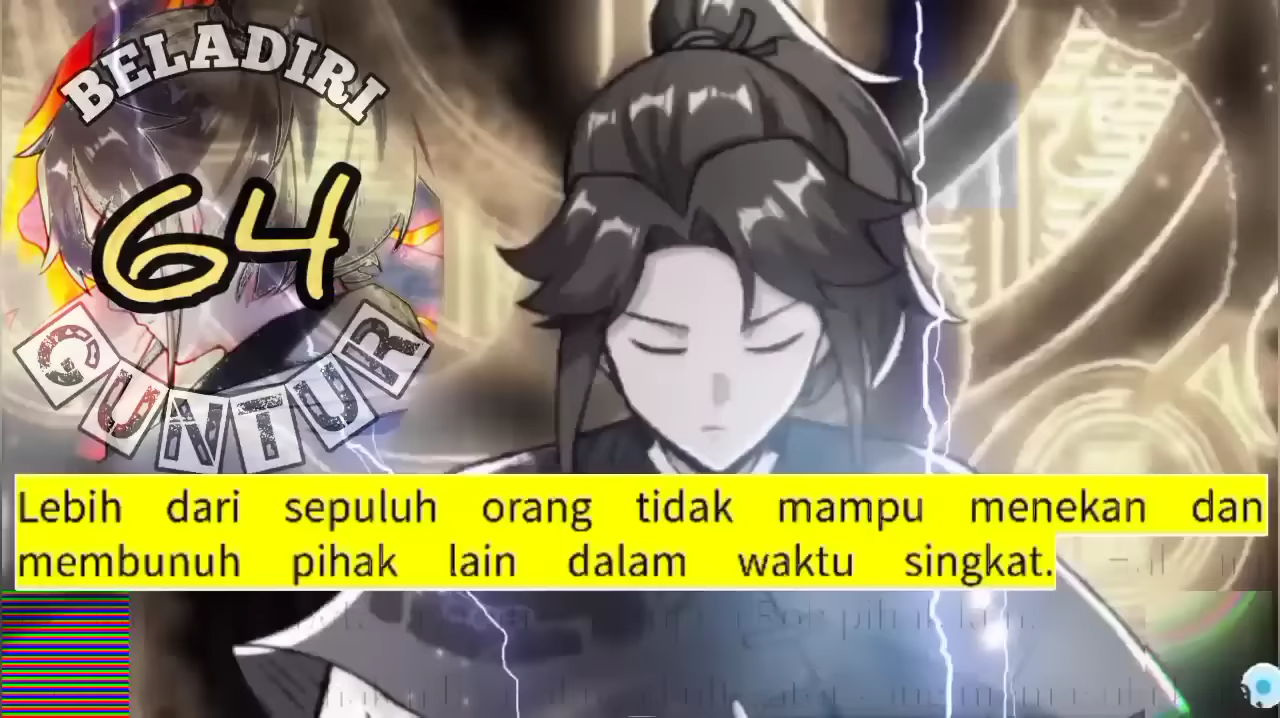 BELADIRI
64
GUNTUR
Lebih dari sepuluh orang tidak mampu menekan dan
membunuh pihak lain dalam waktu singkat.